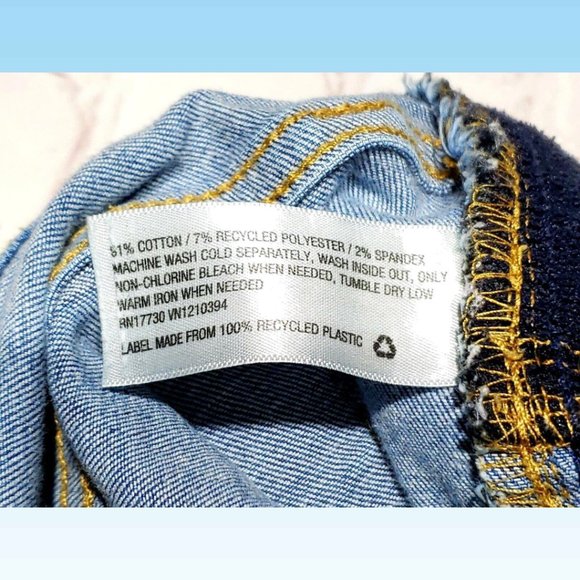 91% COTTON / 7% RECYCLED POLYESTER / 2% SPANDEX
MACHINE WASH COLD SEPARATELY, WASH INSIDE OUT, ONLY
NON-CHLORINE BLEACH WHEN NEEDED, TUMBLE DRY LOW
WARM IRON WHEN NEEDED
RN17730 VN1210394
LABEL MADE FROM 100% RECYCLED PLASTIC